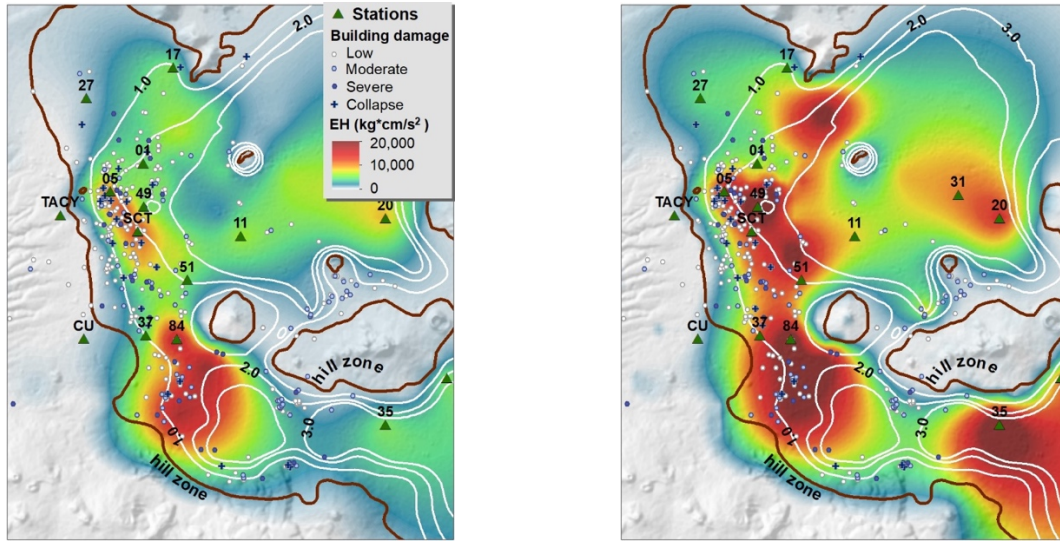 2.0
Stations
Building damage
Low
Moderate
Severe
Collapse
EH (kg*cm/s²)
20,000
10,000
0
17
1.0
27
01
05
49
TACY
SCT
11
20
51
CU
37
84
2.0
hill zone
35
3.0
1.0
hill zone
2.0
3.0
17
1.0
27
01
05
49
31
TACY
SCT
11
20
51
CU
37
84
2.0
hill zone
35
3.0
1.0
hill zone